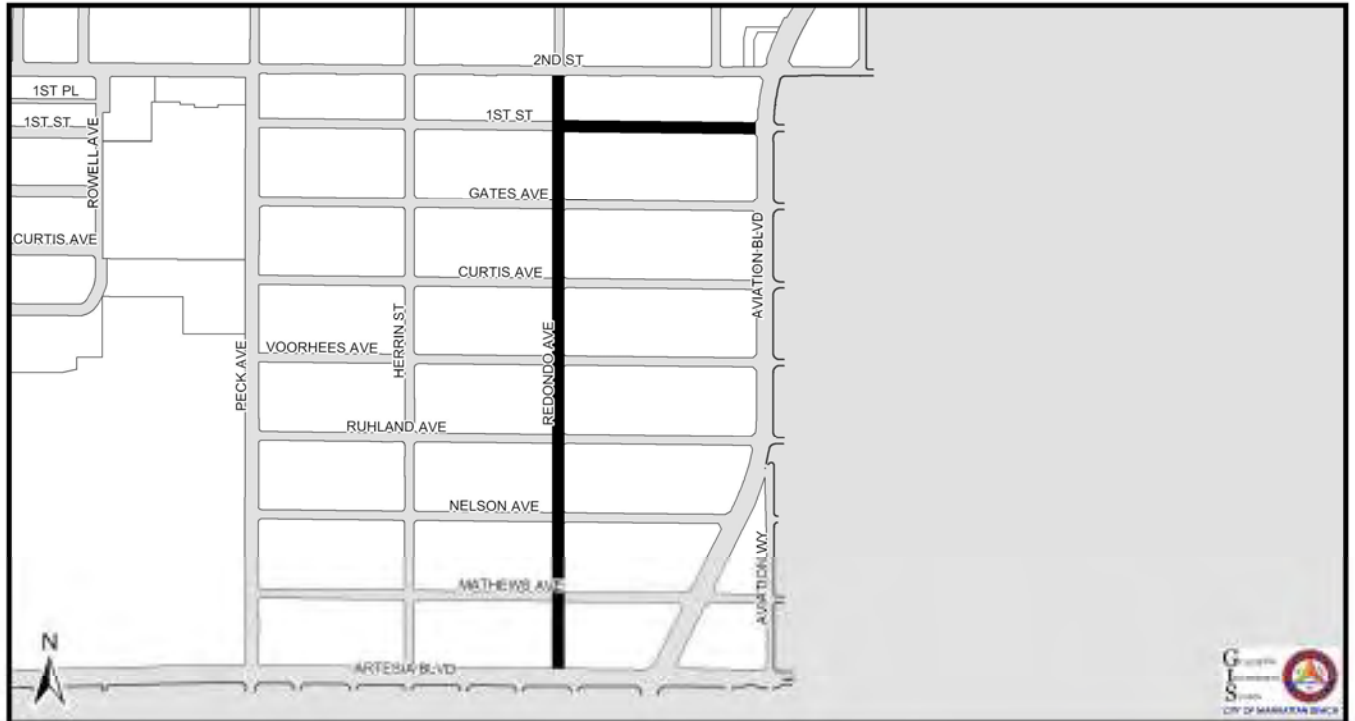 2ND ST
1ST PL
1ST ST
1ST ST
ROWELL AVE
GATES AVE
CURTIS AVE
AVIATION BLVD
CURTIS AVE
HERRIN ST
REDONDO AVE
PECK AVE
VOORHEES AVE
RUHLAND AVE
NELSON AVE
AVIATION WY
MATHEWS AVE
ARTESIA BLVD
N
G
I
S
CITY OF MANHATTAN BEACH